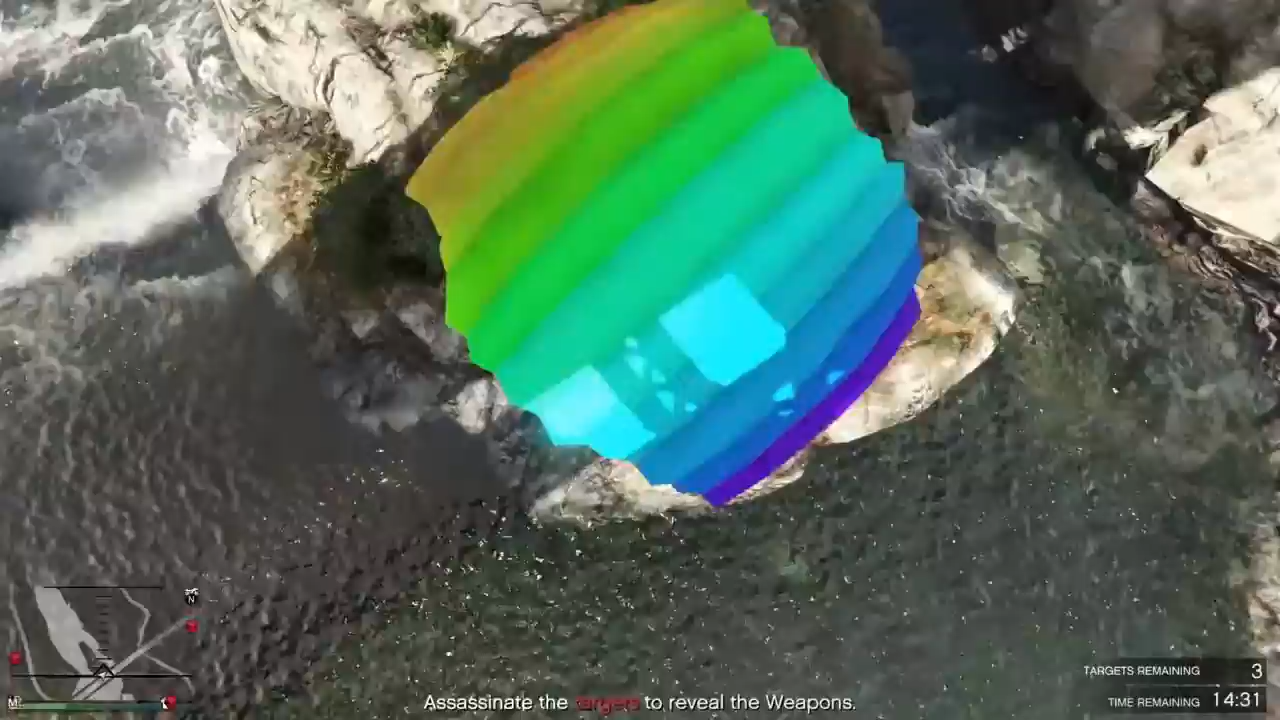 N
Assassinate the targets to reveal the Weapons.
TARGETS REMAINING 3
TIME REMAINING 14:31